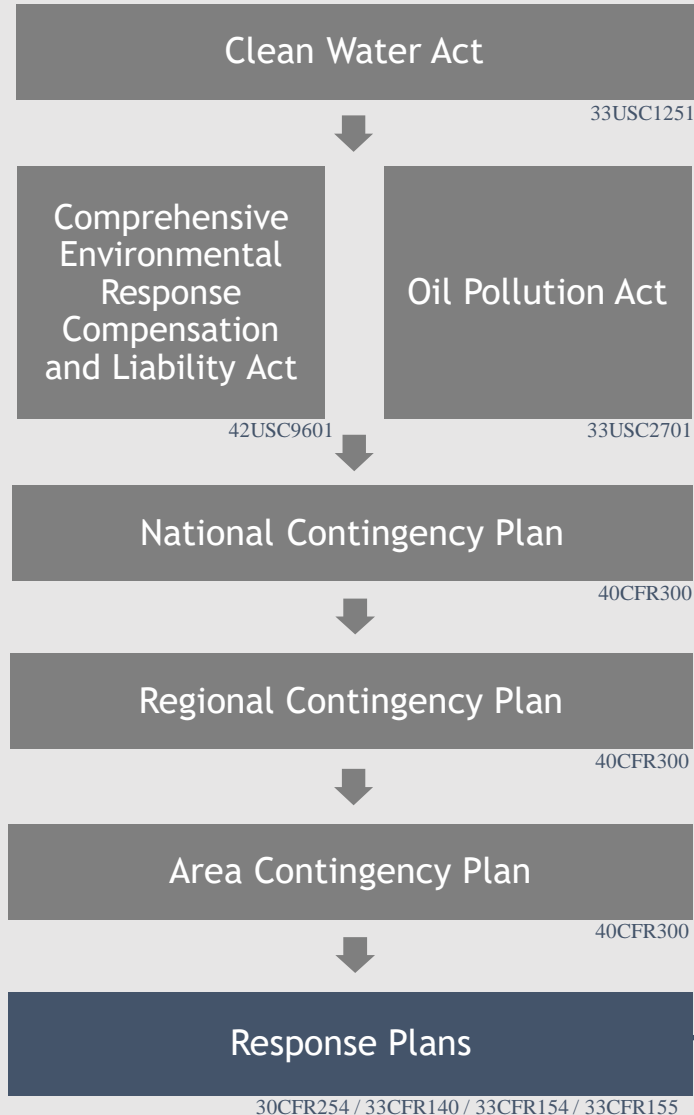 Clean Water Act
33USC1251
Comprehensive
Environmental
Response
Compensation
and Liability Act
42USC9601
Oil Pollution Act
33USC2701
National Contingency Plan
40CFR300
Regional Contingency Plan
40CFR300
Area Contingency Plan
40CFR300
Response Plans
30CFR254 / 33CFR140 / 33CFR154 / 33CFR155